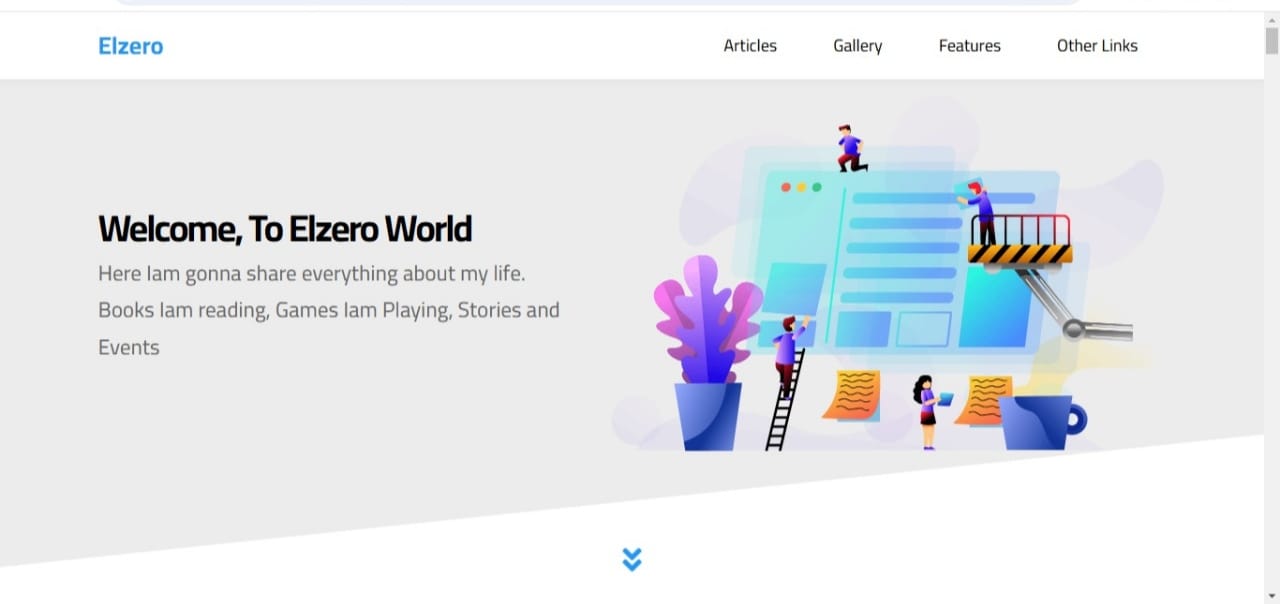 Elzero
Articles
Gallery
Features
Other Links
Welcome, To Elzero World
Here Iam gonna share everything about my life.
Books Iam reading, Games Iam Playing, Stories and
Events